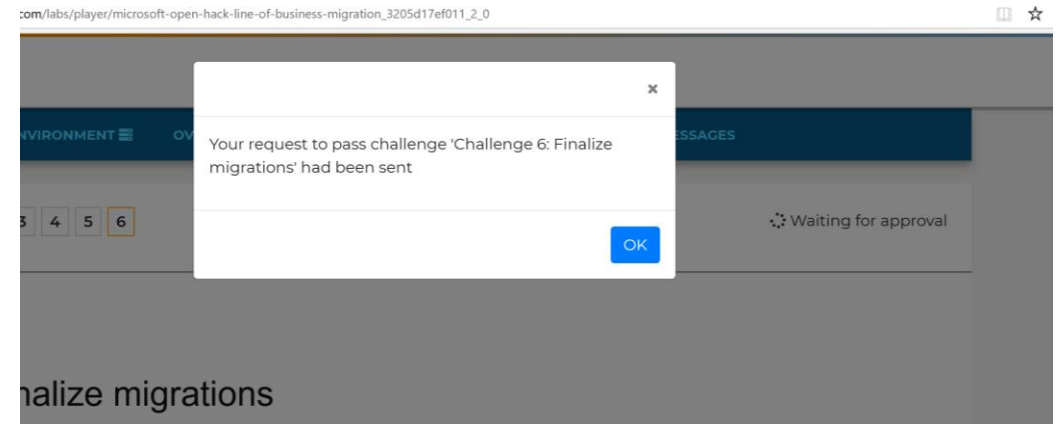 com/labs/player/microsoft-open-hack-line-of-business-migration_3205d17ef011_2_0
×
NVIRONMENT OV ESSAGES
Your request to pass challenge 'Challenge 6: Finalize
migrations' had been sent
3 4 5 6 Waiting for approval
OK
nalize migrations